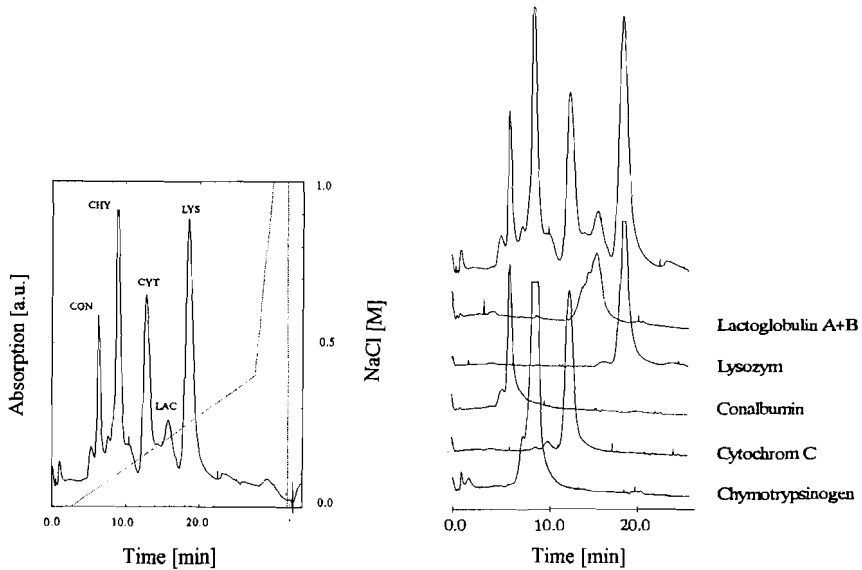 CHY
LYS
CON
CYT
LAC
Absorption [a.u.]
1.0
0.5
0.0
NaCl [M]
0.0 10.0 20.0
Time [min]
Lactoglobulin A+B
Lysozym
Conalbumin
Cytochrom C
Chymotrypsinogen
0.0 10.0 20.0
Time [min]